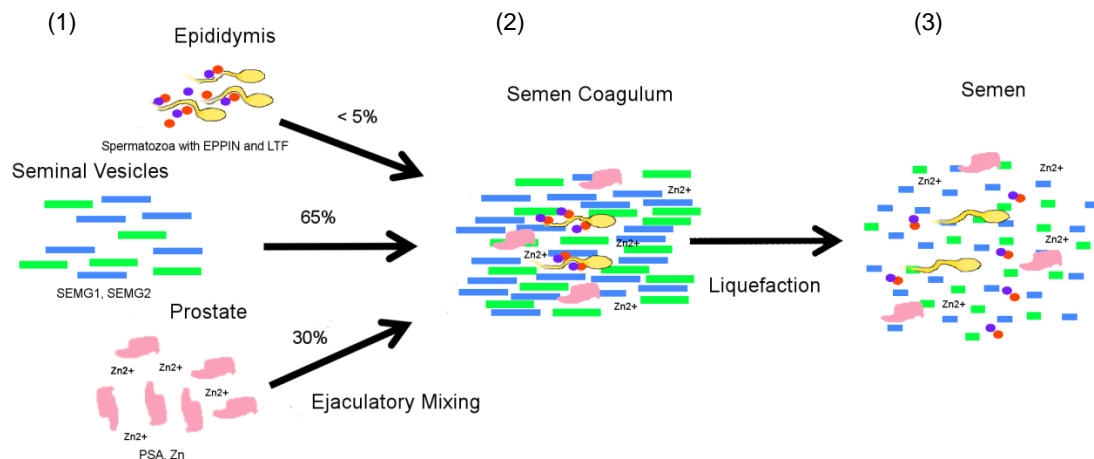 (1)
(2)
(3)
Epididymis
Spermatozoa with EPPIN and LTF
< 5%
Seminal Vesicles
SEMG1, SEMG2
65%
Prostate
Zn2+
Zn2+
Zn2+
Zn2+
Zn2+
PSA, Zn
30%
Ejaculatory Mixing
Semen Coagulum
Zn2+
Zn2+
Zn2+
Zn2+
Liquefaction
Semen
Zn2+
Zn2+
Zn2+
Zn2+
Zn2+